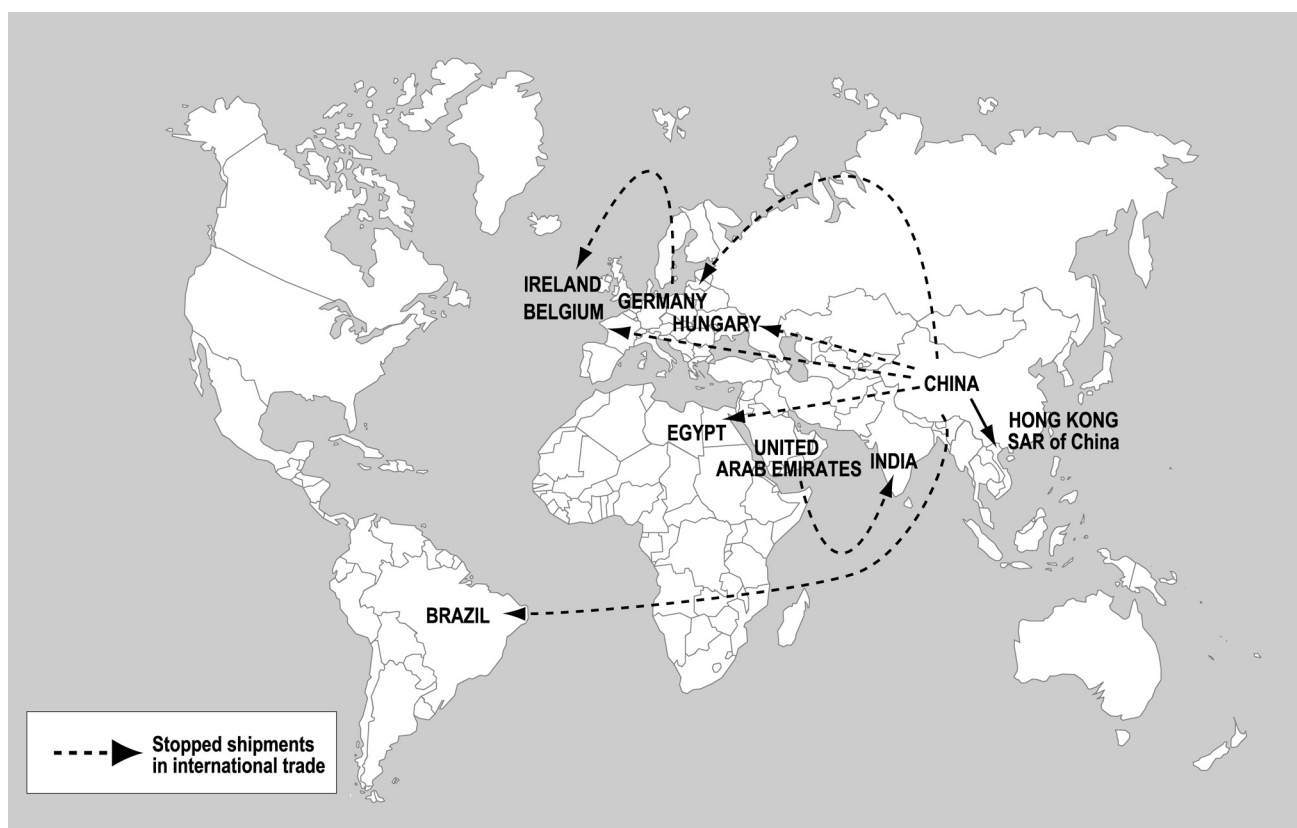 IRELAND
BELGIUM
GERMANY
HUNGARY
CHINA
HONG KONG
SAR of China
EGYPT
UNITED
ARAB EMIRATES
INDIA
BRAZIL
Stopped shipments
in international trade